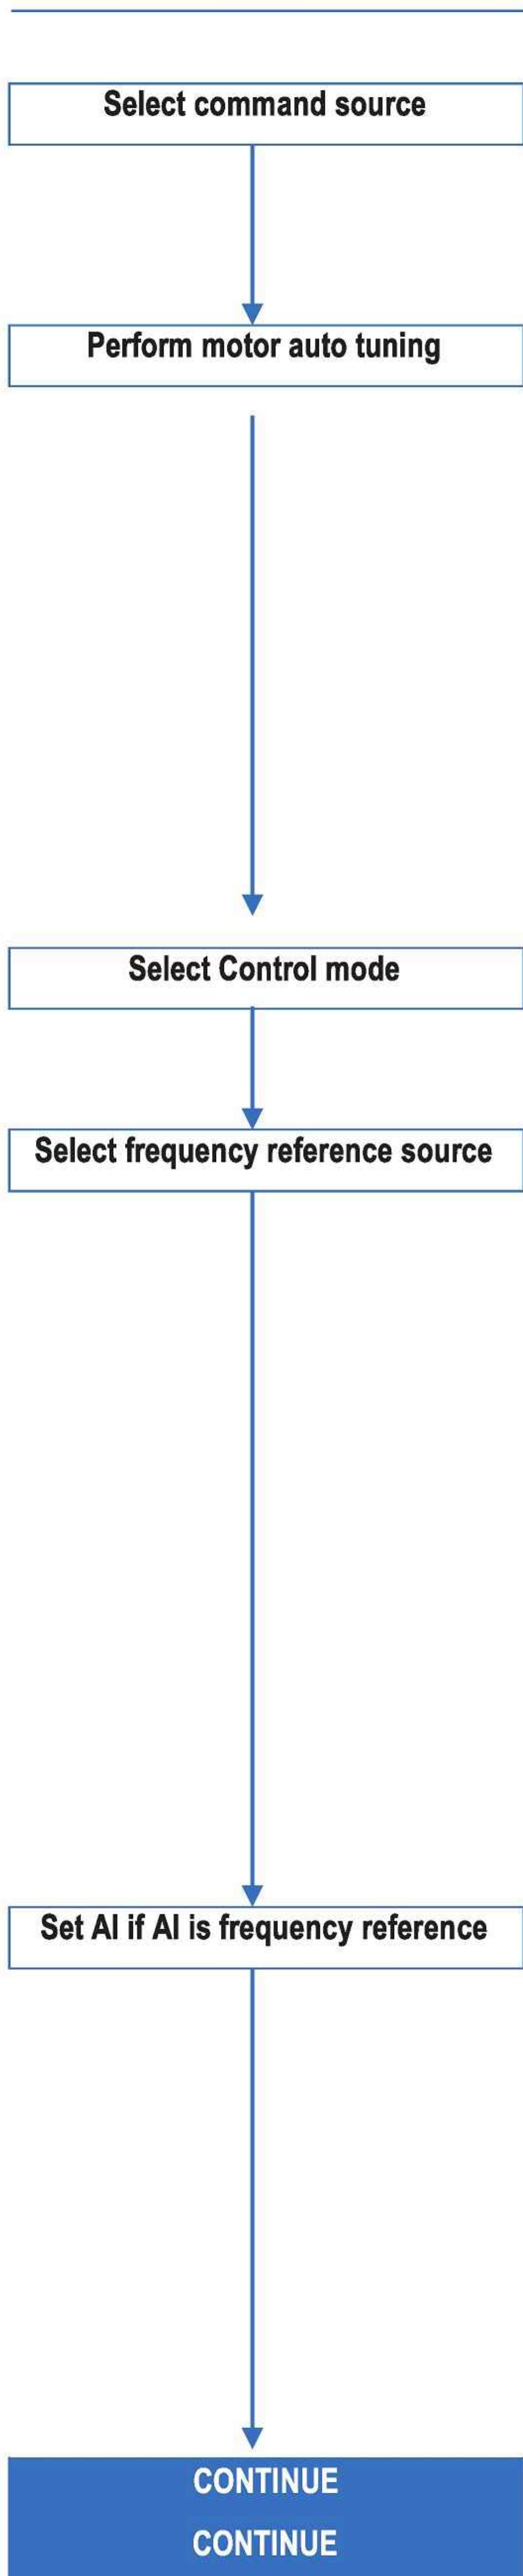 Select command source
Perform motor auto tuning
Select Control mode
Select frequency reference source
Set AI if AI is frequency reference
CONTINUE
CONTINUE